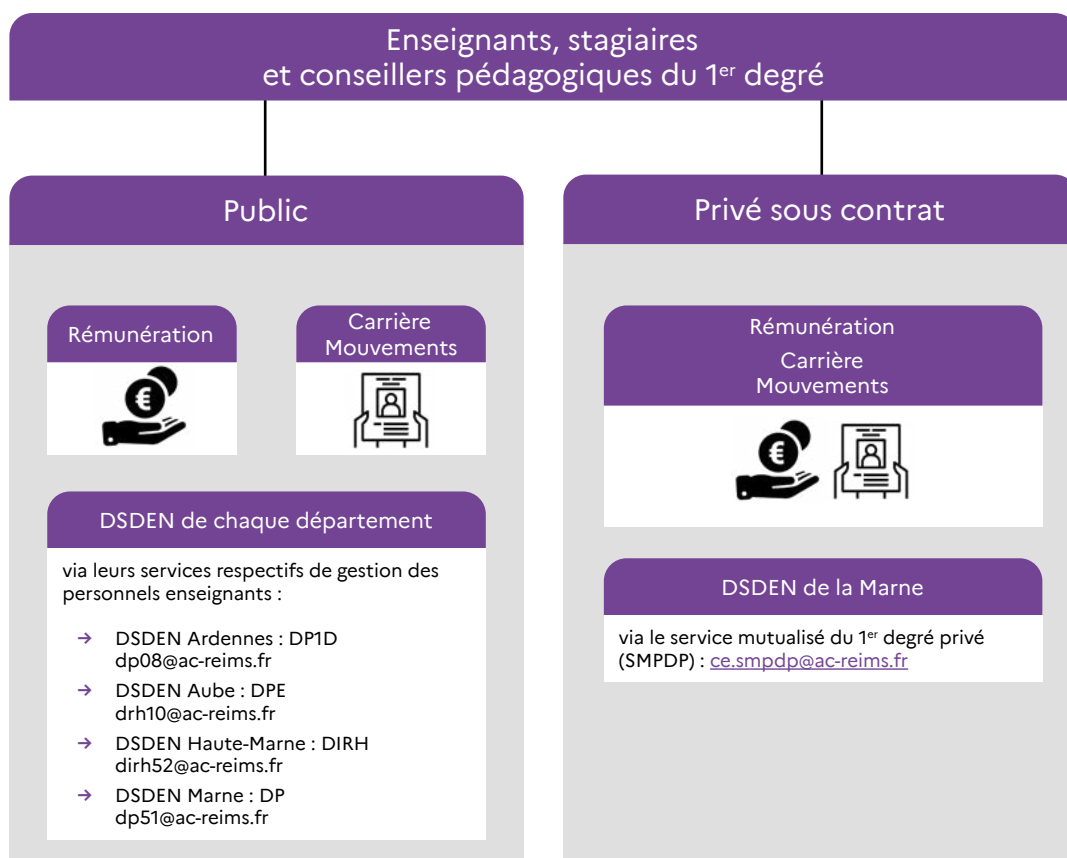 Enseignants, stagiaires
et conseillers pédagogiques du 1er degré
Public
Rémunération
Carrière
Mouvements
DSDEN de chaque département
via leurs services respectifs de gestion des
personnels enseignants :
→ DSDEN Ardennes : DP1D
dp08@ac-reims.fr
→ DSDEN Aube : DPE
drh10@ac-reims.fr
→ DSDEN Haute-Marne : DIRH
dirh52@ac-reims.fr
→ DSDEN Marne : DP
dp51@ac-reims.fr
Privé sous contrat
Rémunération
Carrière
Mouvements
DSDEN de la Marne
via le service mutualisé du 1er degré privé
(SMPDP) : ce.smpdp@ac-reims.fr